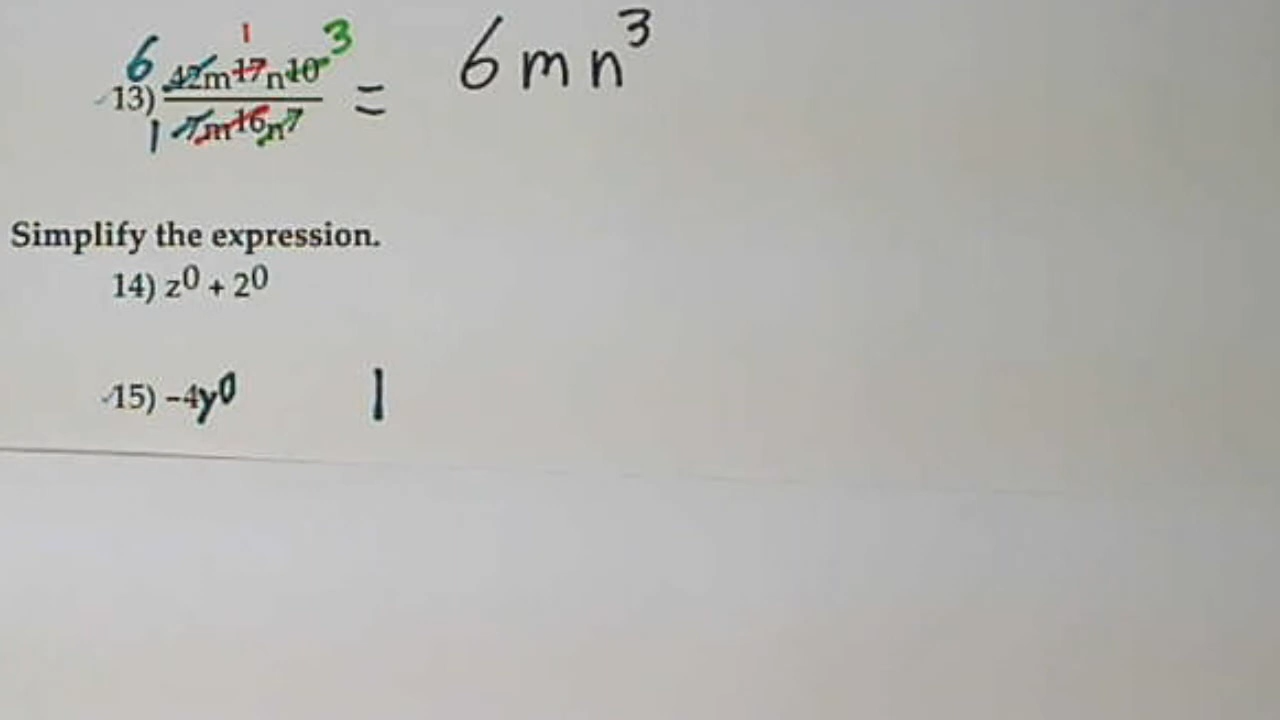 6 1 3
13) 42m17n10 = 6mn³
1 7m16n7
Simplify the expression.
14) z⁰ + 2⁰
15) –4y⁰ 1